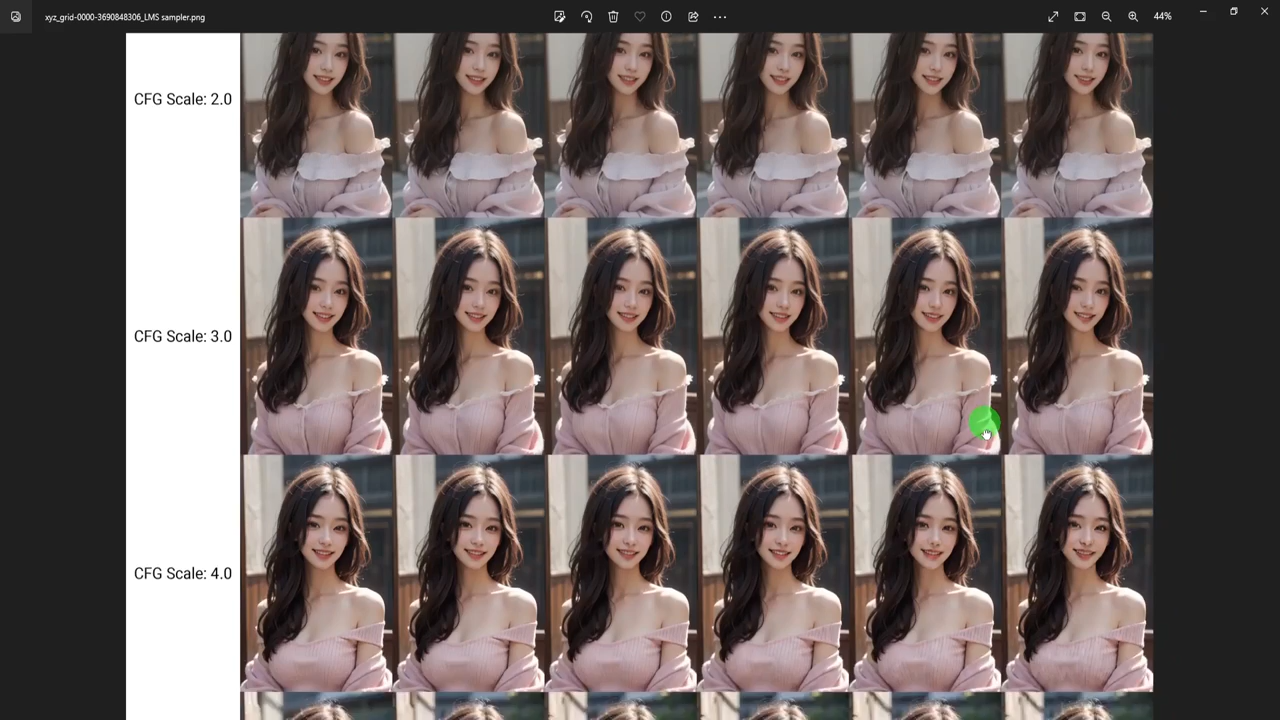 xyz_grid-0000-3690848306_LMS sampler.png
44%
CFG Scale: 2.0
CFG Scale: 3.0
CFG Scale: 4.0